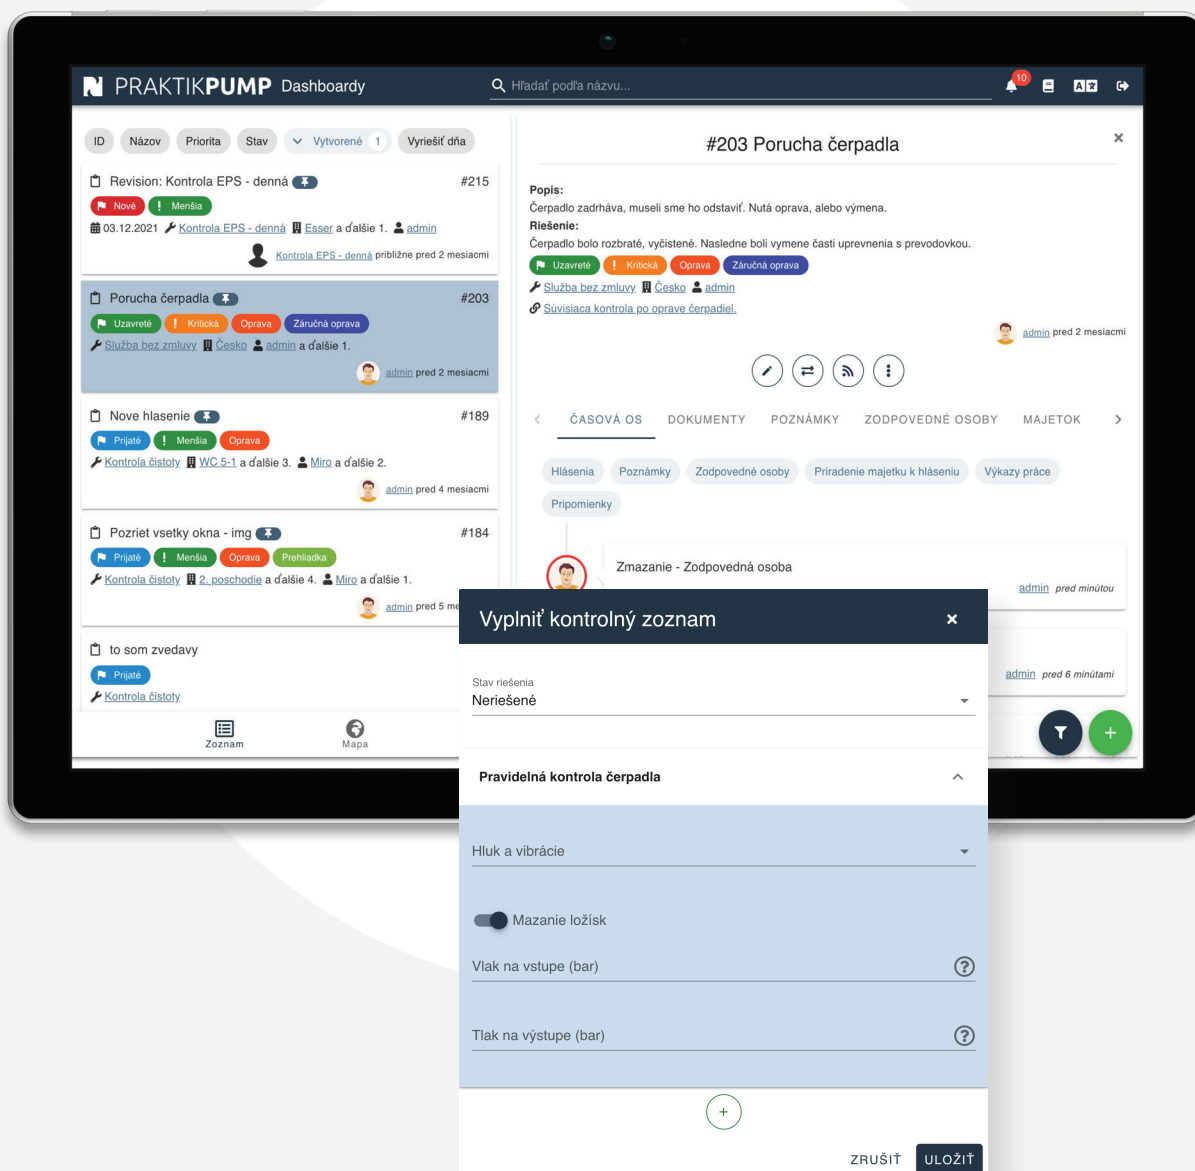 PRAKTIKPUMP Dashboardy
Hľadať podľa názvu...
10
ID Názov Priorita Stav Vytvorené 1 Vyriešiť dňa
Revision: Kontrola EPS - denná #215
Nové Menšia
03.12.2021 Kontrola EPS - denná Esser a ďalšie 1. admin
Kontrola EPS - denná približne pred 2 mesiacmi
Porucha čerpadla #203
Uzavreté Kritická Oprava Záručná oprava
Služba bez zmluvy Česko admin a ďalšie 1.
admin pred 2 mesiacmi
Nove hlasenie #189
Prijaté Menšia Oprava
Kontrola čistoty WC 5-1 a ďalšie 3. Miro a ďalšie 2.
admin pred 4 mesiacmi
Pozriet vsetky okna - img #184
Prijaté Menšia Oprava Prehliadka
Kontrola čistoty 2. poschodie a ďalšie 4. Miro a ďalšie 1.
admin pred 5 me
to som zvedavy
Prijaté
Kontrola čistoty
Zoznam Mapa
#203 Porucha čerpadla
Popis:
Čerpadlo zadrháva, museli sme ho odstaviť. Nutá oprava, alebo výmena.
Riešenie:
Čerpadlo bolo rozbraté, vyčistené. Nasledne boli vymene časti uprevnenia s prevodovkou.
Uzavreté Kritická Oprava Záručná oprava
Služba bez zmluvy Česko admin
Súvisiaca kontrola po oprave čerpadiel.
admin pred 2 mesiacmi
ČASOVÁ OS DOKUMENTY POZNÁMKY ZODPOVEDNÉ OSOBY MAJETOK
Hlásenia Poznámky Zodpovedné osoby Priradenie majetku k hláseniu Výkazy práce
Pripomienky
Zmazanie - Zodpovedná osoba
admin pred minútou
admin pred 6 minútami
Vyplniť kontrolný zoznam
Stav riešenia
Neriešené
Pravidelná kontrola čerpadla
Hluk a vibrácie
Mazanie ložísk
Vlak na vstupe (bar)
Tlak na výstupe (bar)
ZRUŠIŤ ULOŽIŤ